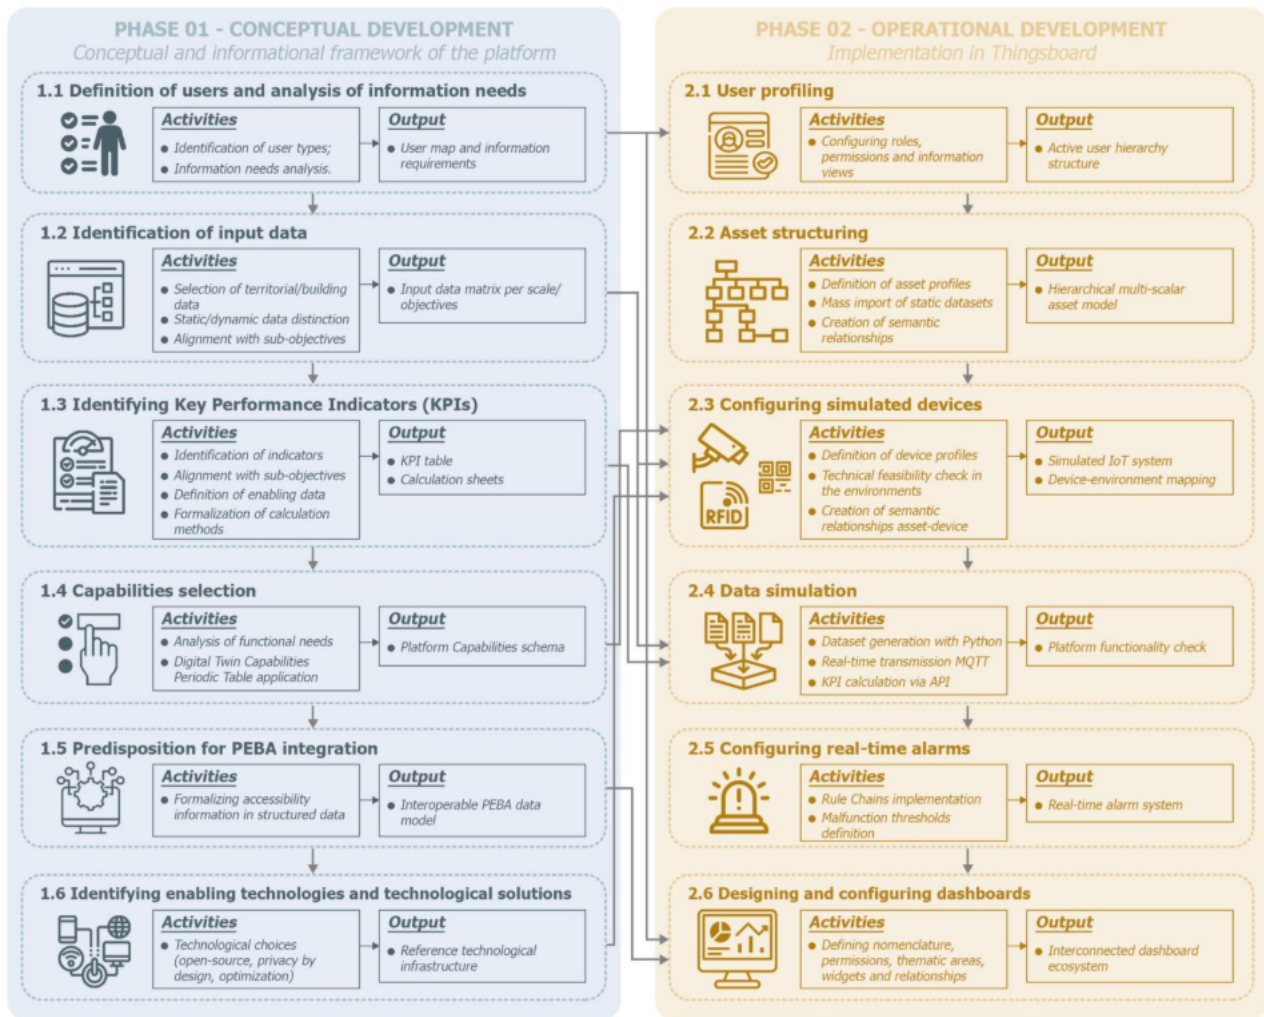 PHASE 01 - CONCEPTUAL DEVELOPMENT
Conceptual and informational framework of the platform
1.1 Definition of users and analysis of information needs
Activities
• Identification of user types;
• Information needs analysis.
Output
• User map and information
requirements
1.2 Identification of input data
Activities
• Selection of territorial/building
data
• Static/dynamic data distinction
• Alignment with sub-objectives
Output
• Input data matrix per scale/
objectives
1.3 Identifying Key Performance Indicators (KPIs)
Activities
• Identification of indicators
• Alignment with sub-objectives
• Definition of enabling data
• Formalization of calculation
methods
Output
• KPI table
• Calculation sheets
1.4 Capabilities selection
Activities
• Analysis of functional needs
• Digital Twin Capabilities
Periodic Table application
Output
• Platform Capabilities schema
1.5 Predisposition for PEBA integration
Activities
• Formalizing accessibility
information in structured data
Output
• Interoperable PEBA data
model
1.6 Identifying enabling technologies and technological solutions
Activities
• Technological choices
(open-source, privacy by
design, optimization)
Output
• Reference technological
infrastructure
PHASE 02 - OPERATIONAL DEVELOPMENT
Implementation in Thingsboard
2.1 User profiling
Activities
• Configuring roles,
permissions and information
views
Output
• Active user hierarchy
structure
2.2 Asset structuring
Activities
• Definition of asset profiles
• Mass import of static datasets
• Creation of semantic
relationships
Output
• Hierarchical multi-scalar
asset model
2.3 Configuring simulated devices
RFID
Activities
• Definition of device profiles
• Technical feasibility check in
the environments
• Creation of semantic
relationships asset-device
Output
• Simulated IoT system
• Device-environment mapping
2.4 Data simulation
Activities
• Dataset generation with Python
• Real-time transmission MQTT
• KPI calculation via API
Output
• Platform functionality check
2.5 Configuring real-time alarms
Activities
• Rule Chains implementation
• Malfunction thresholds
definition
Output
• Real-time alarm system
2.6 Designing and configuring dashboards
Activities
• Defining nomenclature,
permissions, thematic areas,
widgets and relationships
Output
• Interconnected dashboard
ecosystem